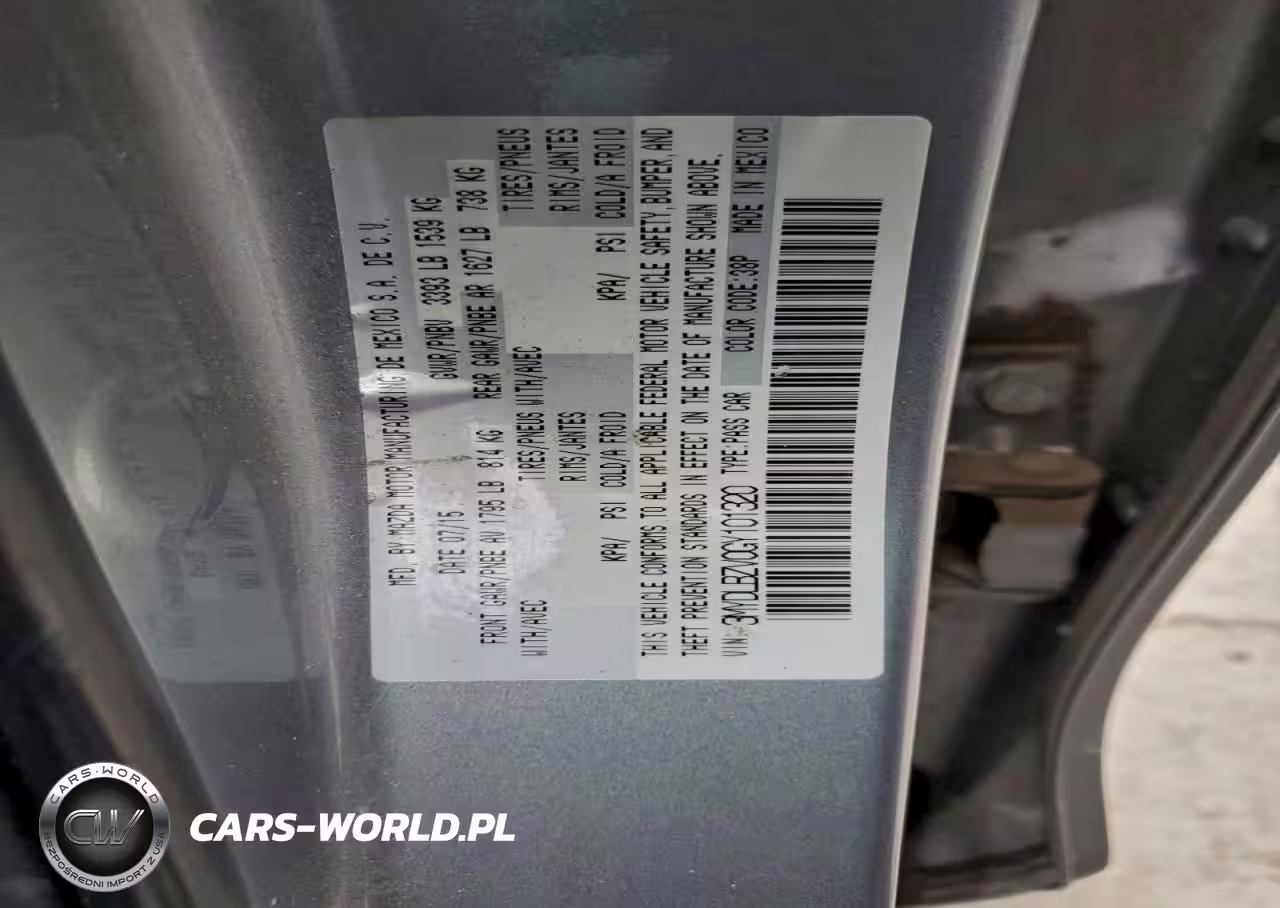 MFD. BY MAZDA MOTOR MANUFACTURING DE MEXICO S.A. DE C.V.
DATE 07/15 GVWR/PNBV 3393 LB 1539 KG
FRONT GAWR/PNBE AV 1795 LB 814 KG REAR GAWR/PNBE AR 1627 LB 738 KG
WITH/AVEC TIRES/PNEUS WITH/AVEC TIRES/PNEUS
RIMS/JANTES RIMS/JANTES
KPA/ PSI COLD/A FROID KPA/ PSI COLD/A FROID
THIS VEHICLE CONFORMS TO ALL APPLICABLE FEDERAL MOTOR VEHICLE SAFETY, BUMPER, AND
THEFT PREVENTION STANDARDS IN EFFECT ON THE DATE OF MANUFACTURE SHOWN ABOVE.
VIN: 3MYDLBZV0GY101320 TYPE:PASS CAR COLOR CODE:38P MADE IN MEXICO
CARS-WORLD
CW
BEZPOŚREDNI IMPORT Z USA
CARS-WORLD.PL